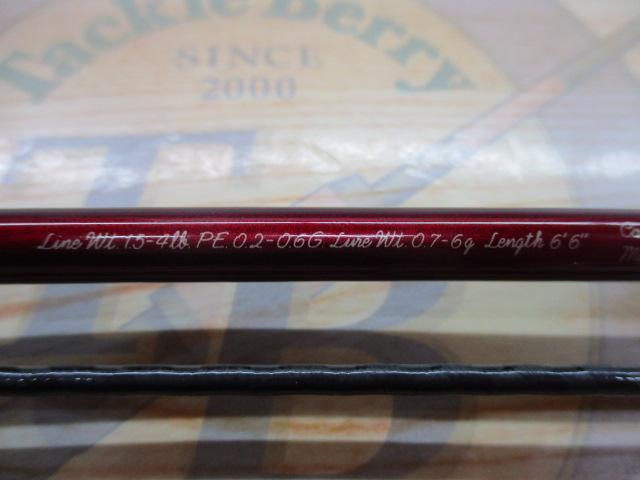 Tackle Berry
SINCE
2000
TB
Line Wt. 1.5-4lb. P.E. 0.2-0.6G. Lure Wt. 0.7-6g Length 6'6"